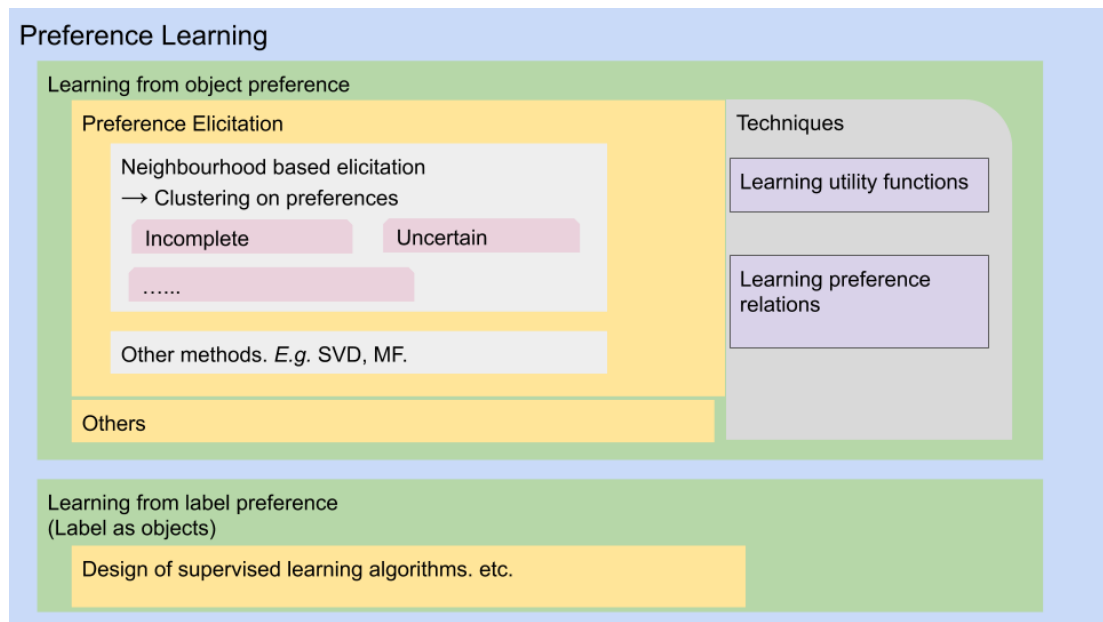 Preference Learning
Learning from object preference
Preference Elicitation
Neighbourhood based elicitation
→ Clustering on preferences
Incomplete
Uncertain
…...
Other methods. E.g. SVD, MF.
Others
Techniques
Learning utility functions
Learning preference
relations
Learning from label preference
(Label as objects)
Design of supervised learning algorithms. etc.